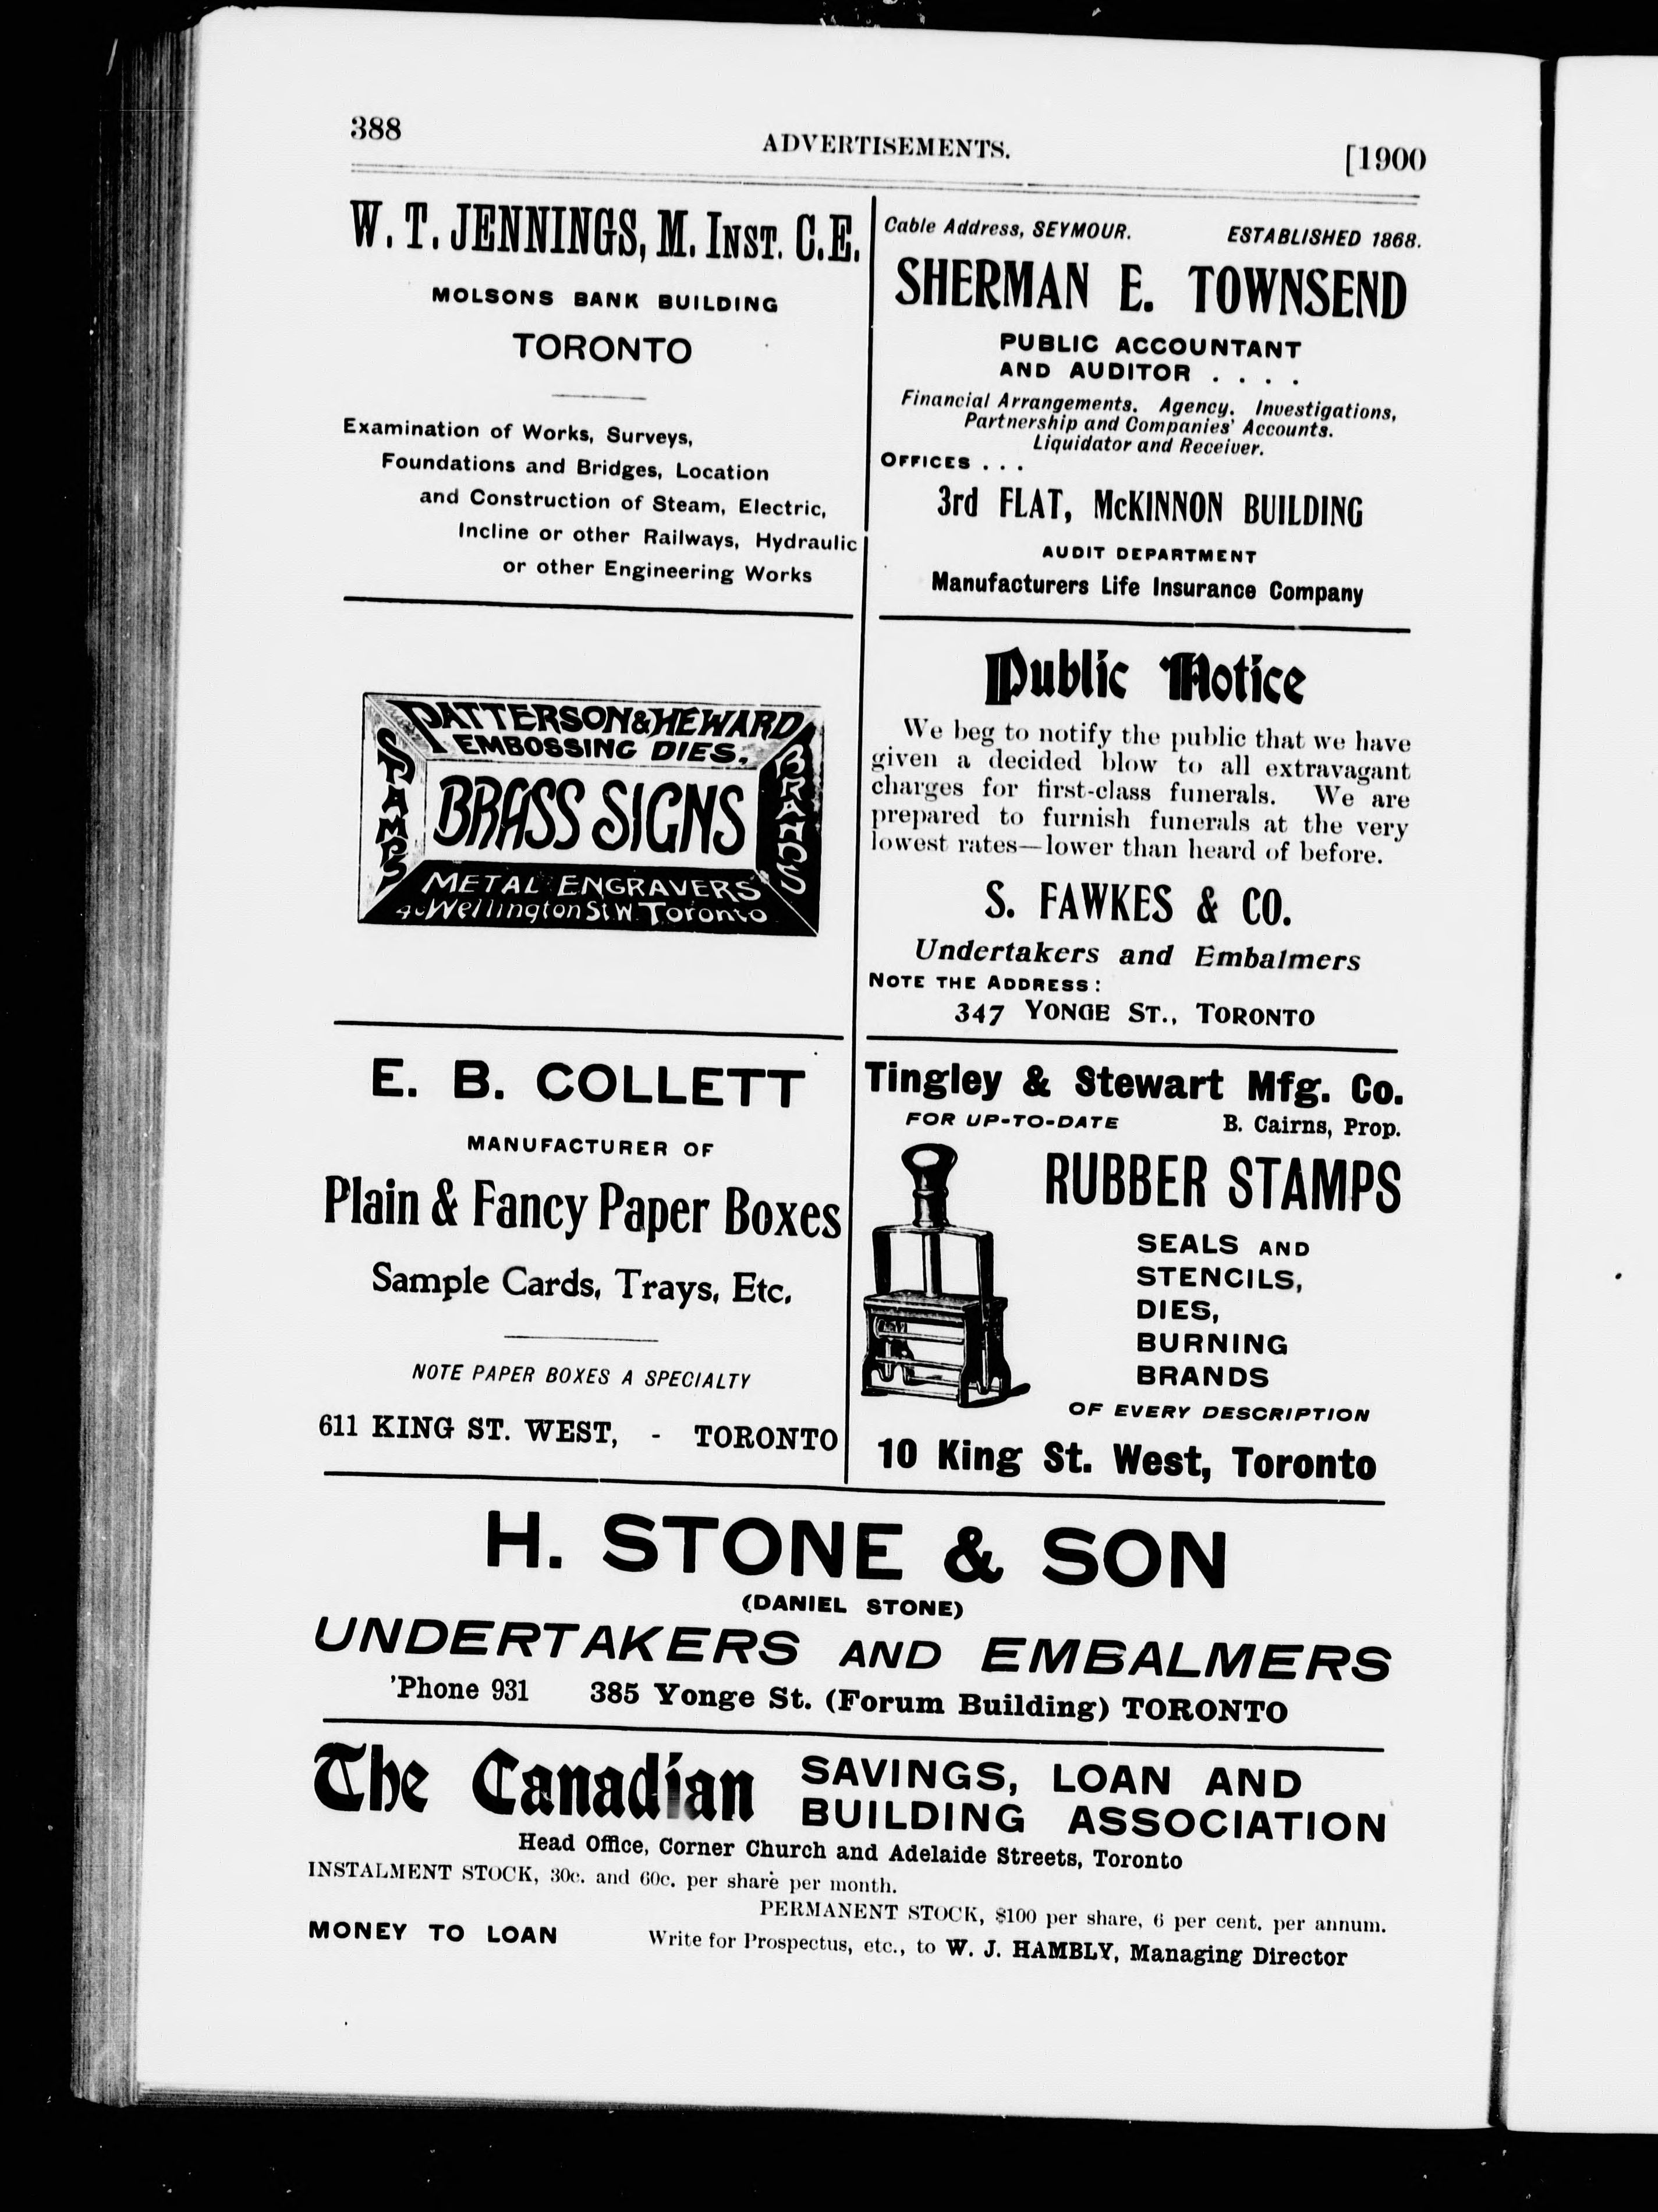 388
ADVERTISEMENTS.
[1900
W. T. JENNINGS, M. INST. C.E.
MOLSONS BANK BUILDING
TORONTO
Examination of Works, Surveys,
Foundations and Bridges, Location
and Construction of Steam, Electric,
Incline or other Railways, Hydraulic
or other Engineering Works
Cable Address, SEYMOUR. ESTABLISHED 1868.
SHERMAN E. TOWNSEND
PUBLIC ACCOUNTANT
AND AUDITOR . . . .
Financial Arrangements. Agency. Investigations,
Partnership and Companies' Accounts.
Liquidator and Receiver.
OFFICES . . .
3rd FLAT, McKINNON BUILDING
AUDIT DEPARTMENT
Manufacturers Life Insurance Company
PATTERSON & HEWARD
EMBOSSING DIES.
STAMPS
BRASS SIGNS
BRANDS
METAL ENGRAVERS
Wellington St W. Toronto
Public Notice
We beg to notify the public that we have
given a decided blow to all extravagant
charges for first-class funerals. We are
prepared to furnish funerals at the very
lowest rates—lower than heard of before.
S. FAWKES & CO.
Undertakers and Embalmers
NOTE THE ADDRESS:
347 YONGE ST., TORONTO
E. B. COLLETT
MANUFACTURER OF
Plain & Fancy Paper Boxes
Sample Cards, Trays, Etc.
NOTE PAPER BOXES A SPECIALTY
611 KING ST. WEST, - TORONTO
Tingley & Stewart Mfg. Co.
FOR UP-TO-DATE B. Cairns, Prop.
RUBBER STAMPS
SEALS AND
STENCILS,
DIES,
BURNING
BRANDS
OF EVERY DESCRIPTION
10 King St. West, Toronto
H. STONE & SON
(DANIEL STONE)
UNDERTAKERS AND EMBALMERS
'Phone 931 385 Yonge St. (Forum Building) TORONTO
The Canadian SAVINGS, LOAN AND
BUILDING ASSOCIATION
Head Office, Corner Church and Adelaide Streets, Toronto
INSTALMENT STOCK, 30c. and 60c. per share per month.
PERMANENT STOCK, $100 per share, 6 per cent. per annum.
MONEY TO LOAN Write for Prospectus, etc., to W. J. HAMBLY, Managing Director